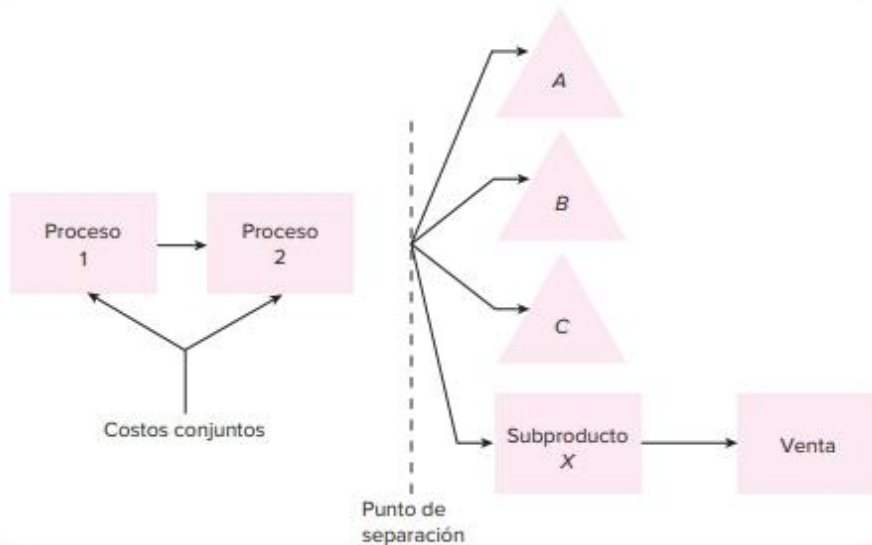 Proceso
1
Proceso
2
Costos conjuntos
Punto de
separación
A
B
C
Subproducto
X
Venta